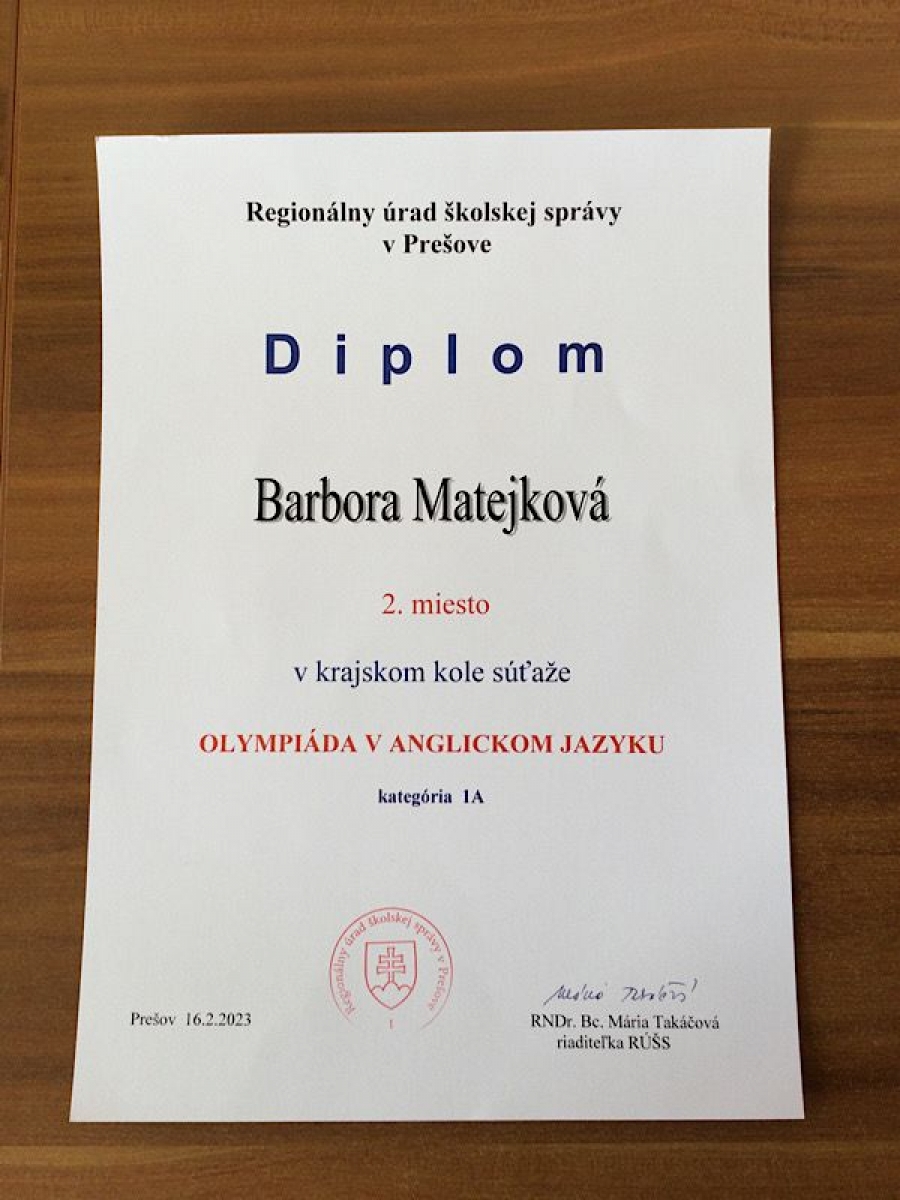 Regionálny úrad školskej správy
v Prešove
Diplom
Barbora Matejková
2. miesto
v krajskom kole súťaže
OLYMPIÁDA V ANGLICKOM JAZYKU
kategória 1A
Regionálny úrad školskej správy v Prešove
1
Prešov 16.2.2023
RNDr. Bc. Mária Takáčová
riaditeľka RÚŠS